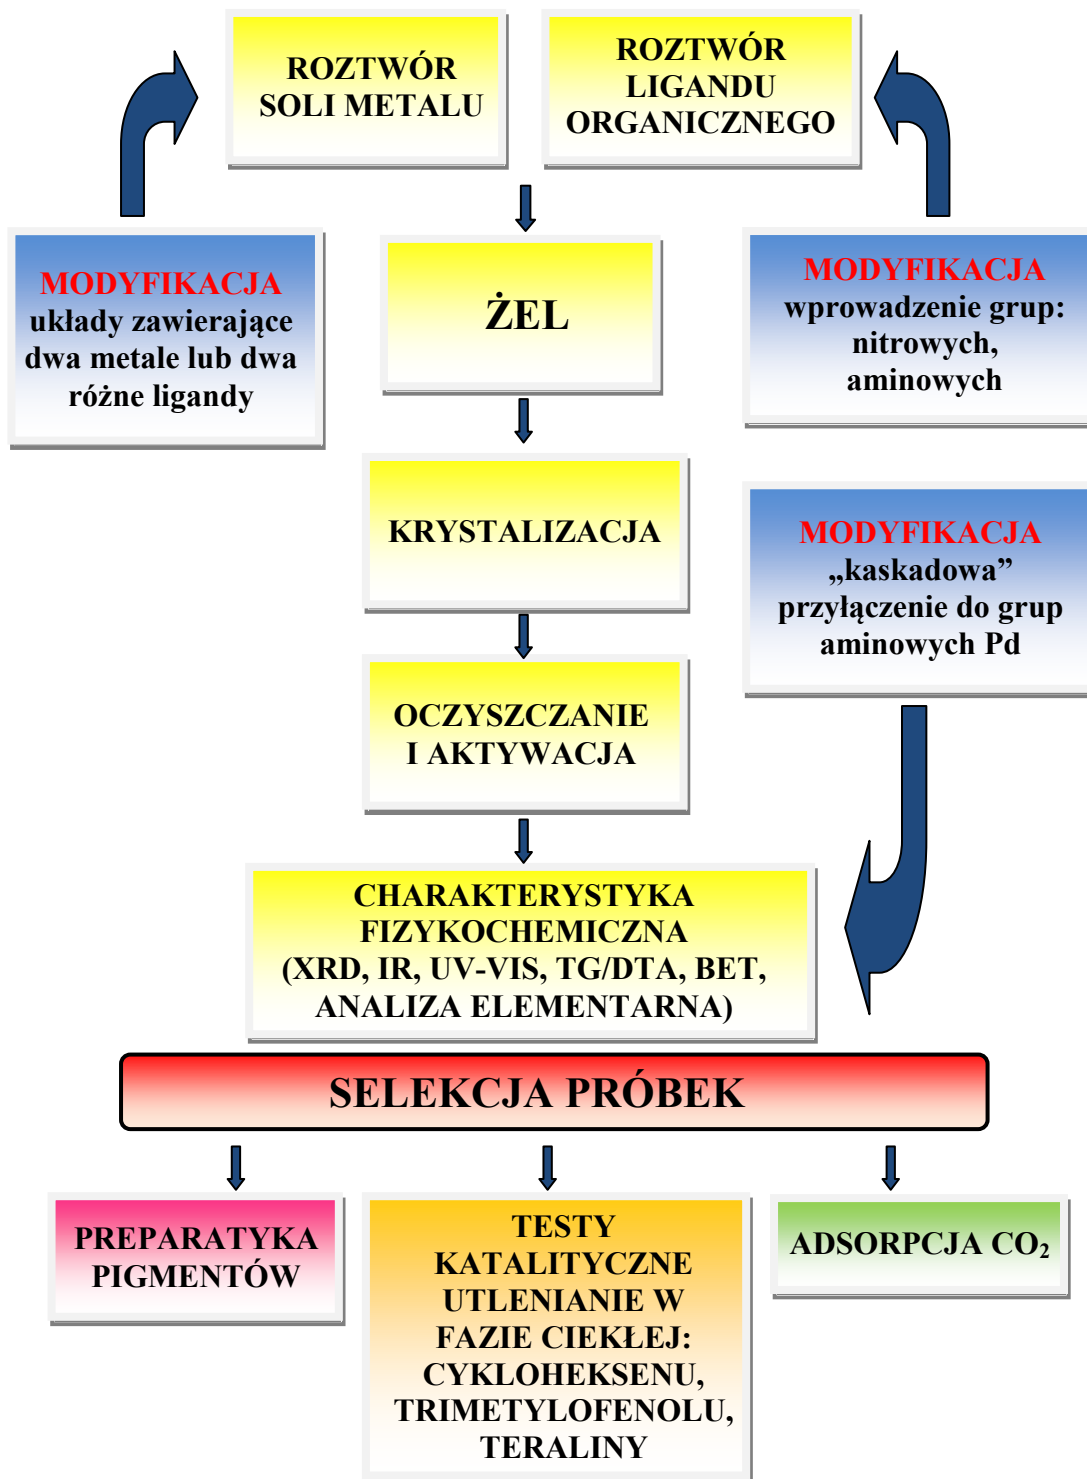 ROZTWÓR
SOLI METALU
ROZTWÓR
LIGANDU
ORGANICZNEGO
MODYFIKACJA
układy zawierające
dwa metale lub dwa
różne ligandy
ŻEL
MODYFIKACJA
wprowadzenie grup:
nitrowych,
aminowych
KRYSTALIZACJA
MODYFIKACJA
„kaskadowa”
przyłączenie do grup
aminowych Pd
OCZYSZCZANIE
I AKTYWACJA
CHARAKTERYSTYKA
FIZYKOCHEMICZNA
(XRD, IR, UV-VIS, TG/DTA, BET,
ANALIZA ELEMENTARNA)
SELEKCJA PRÓBEK
PREPARATYKA
PIGMENTÓW
TESTY
KATALITYCZNE
UTLENIANIE W
FAZIE CIEKŁEJ:
CYKLOHEKSENU,
TRIMETYLOFENOLU,
TERALINY
ADSORPCJA CO₂